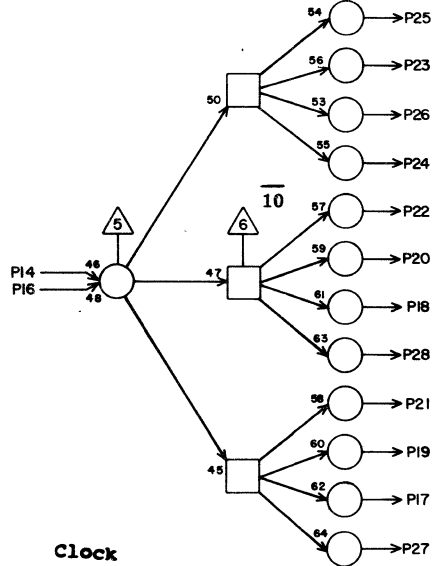 54 P25
56 P23
50 53 P26
55 P24
10
5 6 57 P22
P14 46 47 59 P20
P16 48 61 P18
63 P28
58 P21
60 P19
45 62 P17
64 P27
Clock